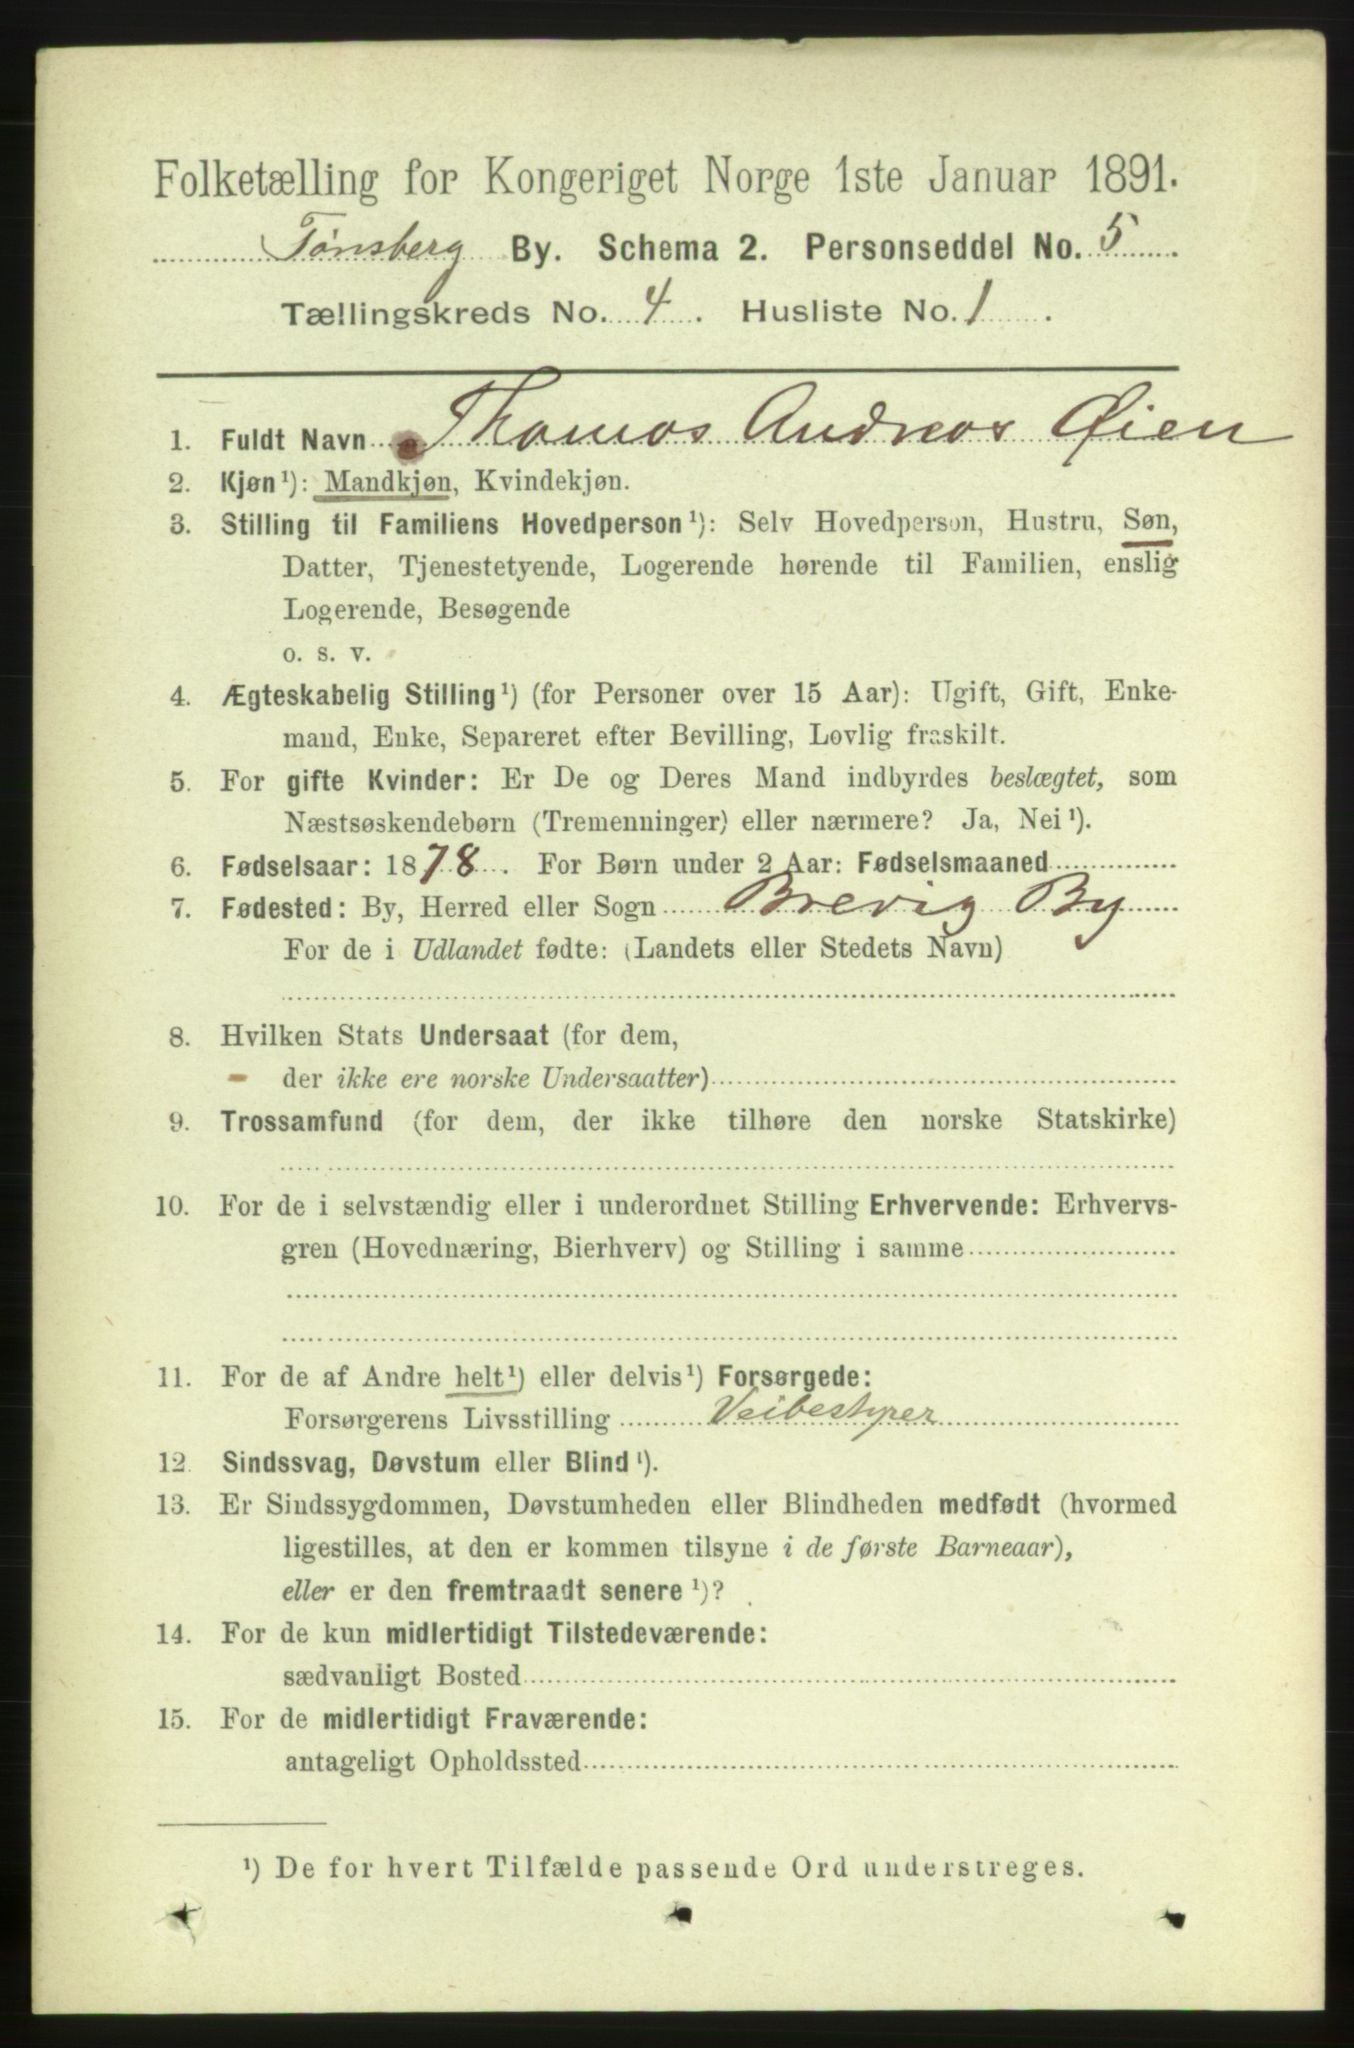 Folketælling for Kongeriget Norge 1ste Januar 1891.
Tønsberg By. Schema 2. Personseddel No. 5
Tællingskreds No. 4. Husliste No. 1.
1. Fuldt Navn Thomas Andreas Øien
2. Kjøn¹): Mandkjøn, Kvindekjøn.
3. Stilling til Familiens Hovedperson¹): Selv Hovedperson, Hustru, Søn,
Datter, Tjenestetyende, Logerende hørende til Familien, enslig
Logerende, Besøgende
o. s. v.
4. Ægteskabelig Stilling¹) (for Personer over 15 Aar): Ugift, Gift, Enke-
mand, Enke, Separeret efter Bevilling, Lovlig fraskilt.
5. For gifte Kvinder: Er De og Deres Mand indbyrdes beslægtet, som
Næstsøskendebørn (Tremenninger) eller nærmere? Ja, Nei¹).
6. Fødselsaar: 1878. For Børn under 2 Aar: Fødselsmaaned
7. Fødested: By, Herred eller Sogn Brevig By
For de i Udlandet fødte: (Landets eller Stedets Navn)
8. Hvilken Stats Undersaat (for dem,
der ikke ere norske Undersaatter)
9. Trossamfund (for dem, der ikke tilhøre den norske Statskirke)
10. For de i selvstændig eller i underordnet Stilling Erhvervende: Erhvervs-
gren (Hovednæring, Bierhverv) og Stilling i samme
11. For de af Andre helt¹) eller delvis¹) Forsørgede:
Forsørgerens Livsstilling Veibestyrer
12. Sindssvag, Døvstum eller Blind¹).
13. Er Sindssygdommen, Døvstumheden eller Blindheden medfødt (hvormed
ligestilles, at den er kommen tilsyne i de første Barneaar),
eller er den fremtraadt senere¹)?
14. For de kun midlertidigt Tilstedeværende:
sædvanligt Bosted
15. For de midlertidigt Fraværende:
antageligt Opholdssted
¹) De for hvert Tilfælde passende Ord understreges.